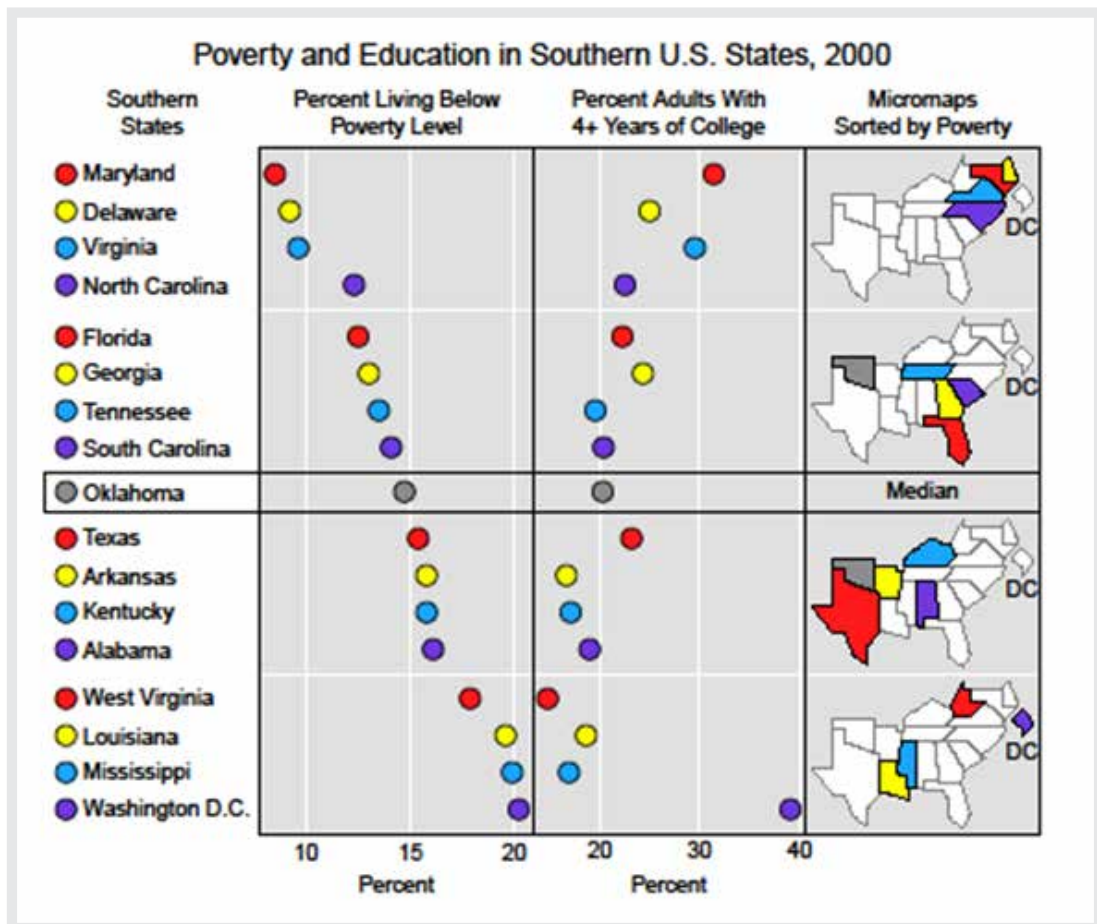 Poverty and Education in Southern U.S. States, 2000
Southern
States
Percent Living Below
Poverty Level
Percent Adults With
4+ Years of College
Micromaps
Sorted by Poverty
Maryland
Delaware
Virginia
North Carolina
DC
Florida
Georgia
Tennessee
South Carolina
DC
Oklahoma
Median
Texas
Arkansas
Kentucky
Alabama
DC
West Virginia
Louisiana
Mississippi
Washington D.C.
DC
10 15 20
20 30 40
Percent
Percent